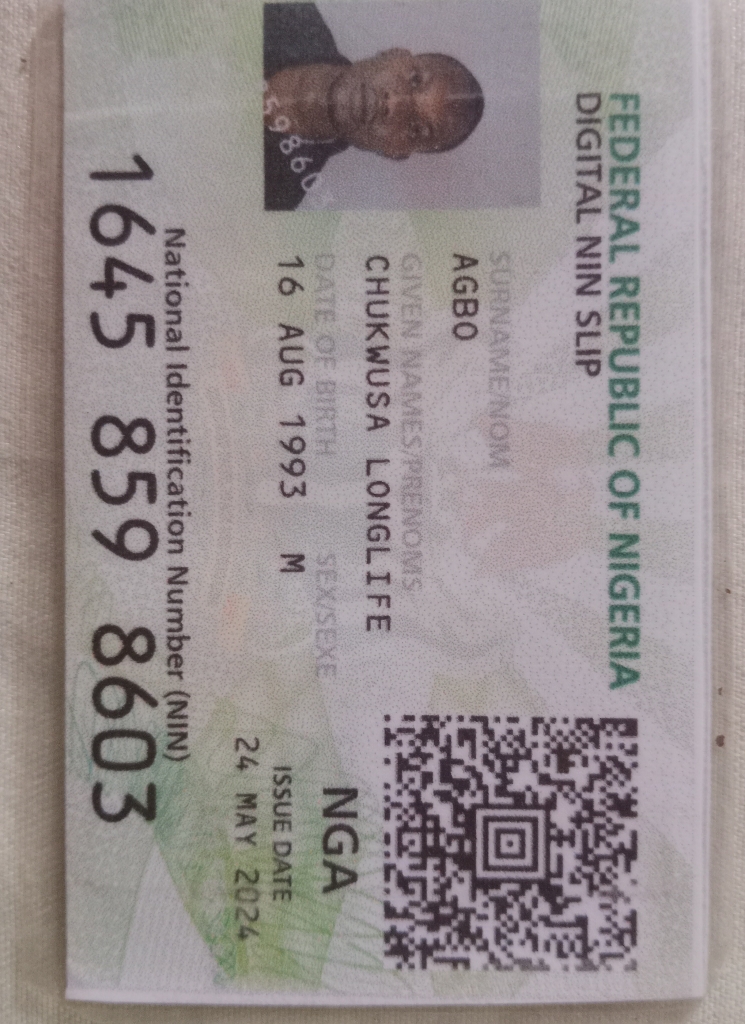 FEDERAL REPUBLIC OF NIGERIA
DIGITAL NIN SLIP
SURNAME/NOM
AGBO
GIVEN NAMES/PRENOMS
CHUKWUSA LONGLIFE
DATE OF BIRTH
SEX/SEXE
16 AUG 1993
M
NGA
ISSUE DATE
24 MAY 2024
National Identification Number (NIN)
1645 859 8603